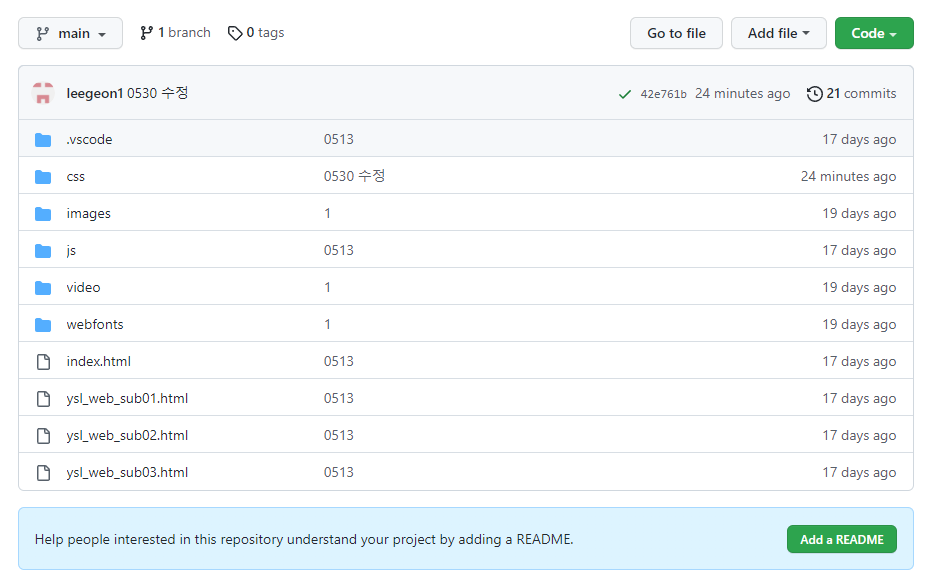 main 1 branch 0 tags Go to file Add file Code
leegeon1 0530 수정 42e761b 24 minutes ago 21 commits
.vscode 0513 17 days ago
css 0530 수정 24 minutes ago
images 1 19 days ago
js 0513 17 days ago
video 1 19 days ago
webfonts 1 19 days ago
index.html 0513 17 days ago
ysl_web_sub01.html 0513 17 days ago
ysl_web_sub02.html 0513 17 days ago
ysl_web_sub03.html 0513 17 days ago
Help people interested in this repository understand your project by adding a README. Add a README